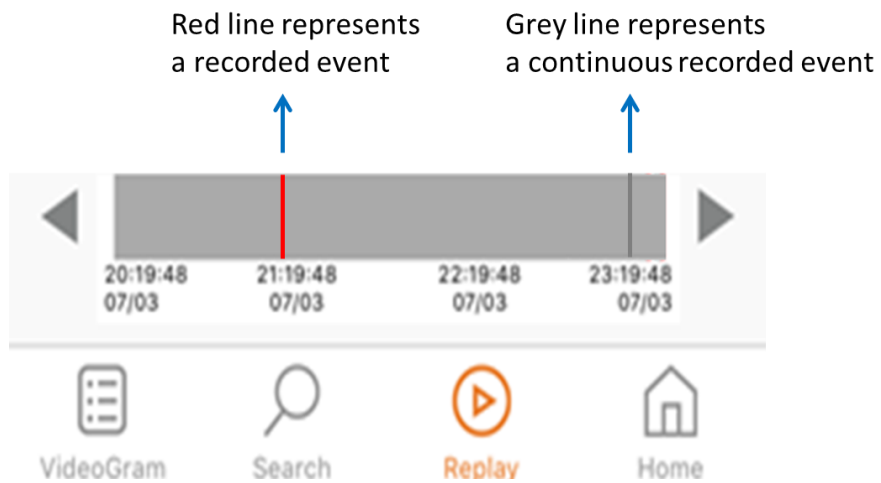 Red line represents
a recorded event
Grey line represents
a continuous recorded event
20:19:48
07/03
21:19:48
07/03
22:19:48
07/03
23:19:48
07/03
VideoGram
Search
Replay
Home